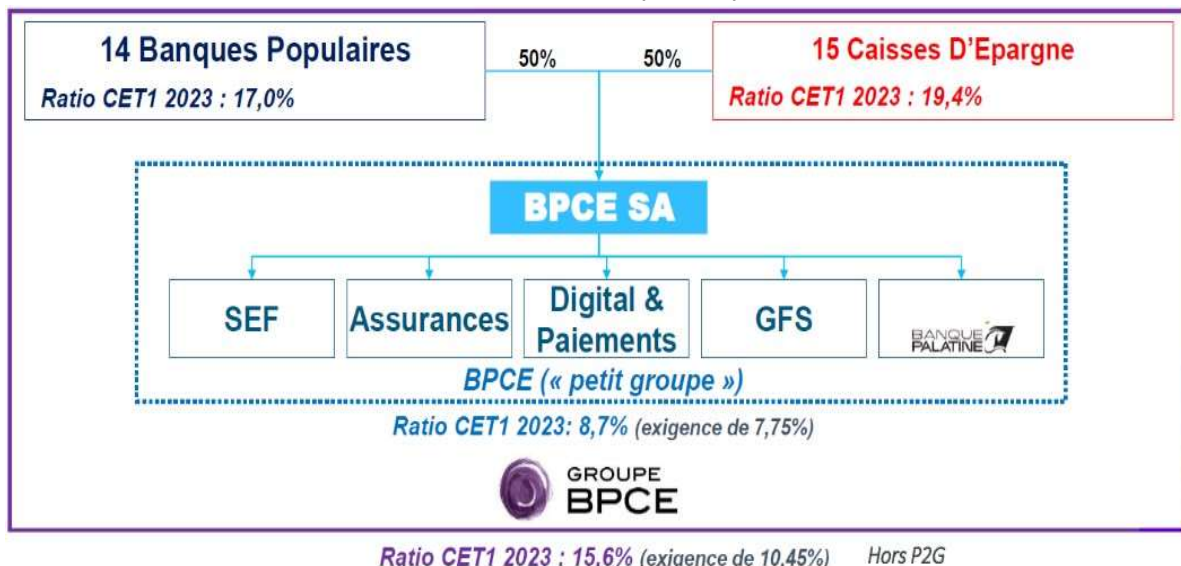 14 Banques Populaires
Ratio CET1 2023 : 17,0%
50%
50%
15 Caisses D'Epargne
Ratio CET1 2023 : 19,4%
BPCE SA
SEF
Assurances
Digital &
Paiements
GFS
BANQUE
PALATINE
BPCE (« petit groupe »)
Ratio CET1 2023: 8,7% (exigence de 7,75%)
GROUPE
BPCE
Ratio CET1 2023 : 15,6% (exigence de 10,45%) Hors P2G